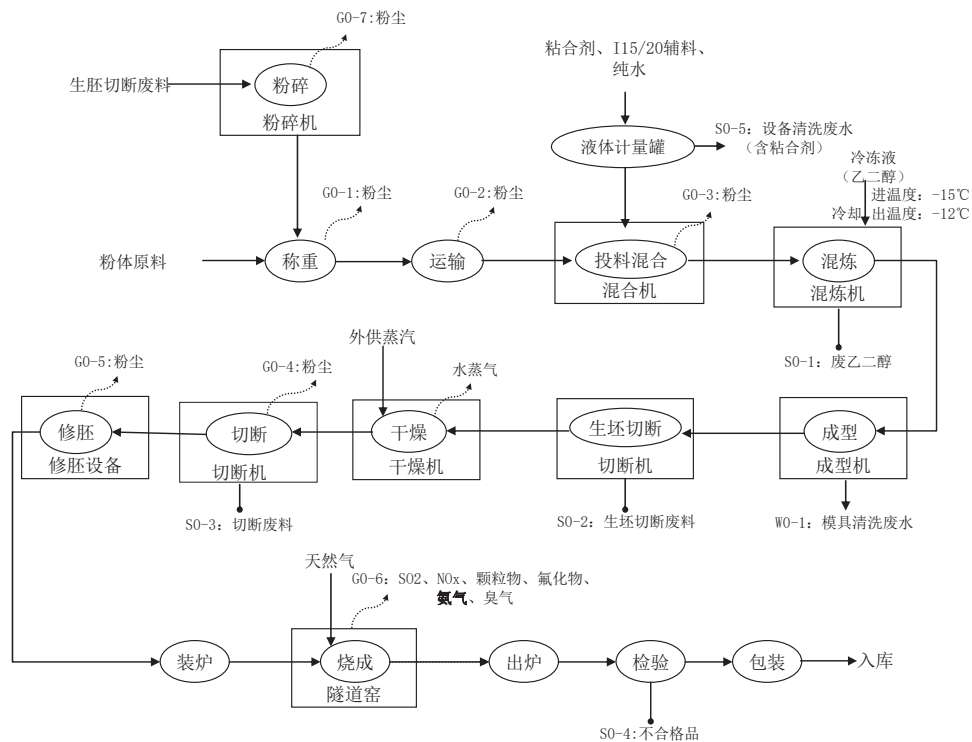 G0-7:粉尘
生胚切断废料
粉碎
粉碎机
粘合剂、I15/20辅料、
纯水
液体计量罐
S0-5: 设备清洗废水
（含粘合剂）
冷冻液
（乙二醇）
进温度: -15℃
冷却 出温度: -12℃
G0-1:粉尘
G0-2:粉尘
G0-3:粉尘
粉体原料
称重
运输
投料混合
混合机
混炼
混炼机
S0-1: 废乙二醇
外供蒸汽
G0-5:粉尘
G0-4:粉尘
水蒸气
修胚
修胚设备
切断
切断机
干燥
干燥机
生坯切断
切断机
成型
成型机
S0-3: 切断废料
S0-2: 生坯切断废料
W0-1: 模具清洗废水
天然气
G0-6: SO2、NOx、颗粒物、氟化物、
氨气、臭气
装炉
烧成
隧道窑
出炉
检验
包装
入库
S0-4:不合格品